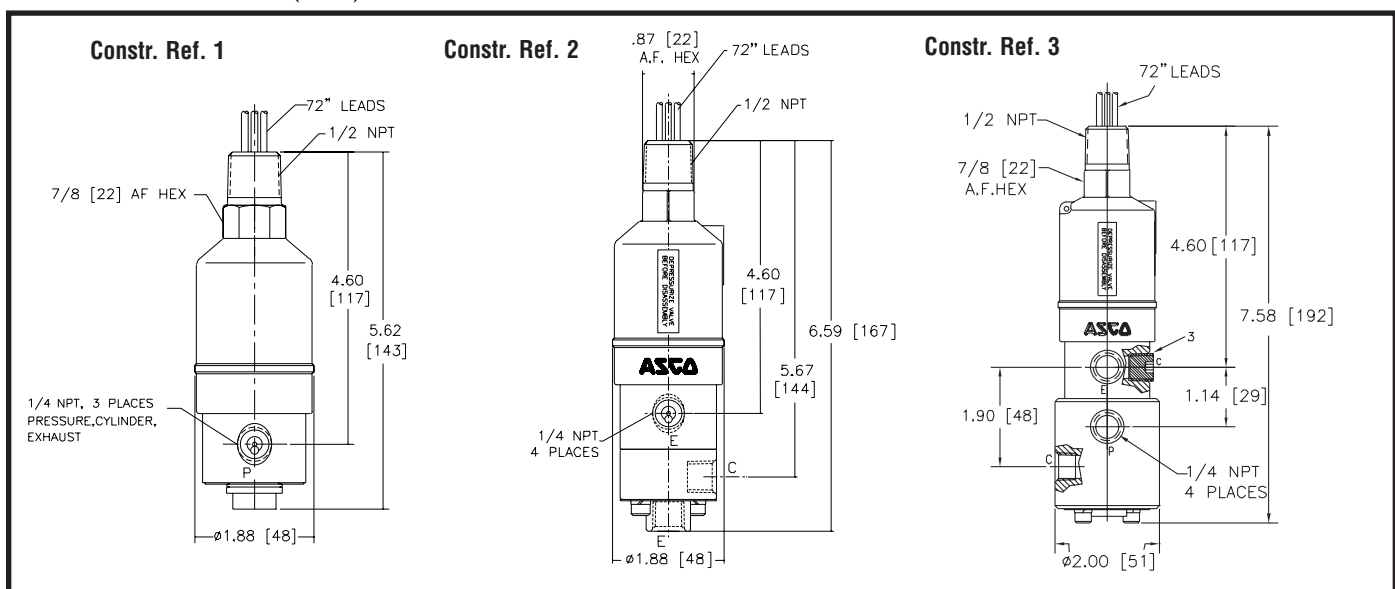 Constr. Ref. 1
72" LEADS
1/2 NPT
7/8 [22] AF HEX
4.60
[117]
5.62
[143]
1/4 NPT, 3 PLACES
PRESSURE,CYLINDER,
EXHAUST
P
ø1.88 [48]
Constr. Ref. 2
.87 [22]
A.F. HEX
72" LEADS
1/2 NPT
DEPRESSURIZE VALVE
BEFORE DISASSEMBLY
4.60
[117]
6.59 [167]
ASCO
5.67
[144]
1/4 NPT
4 PLACES
E
C
E
ø1.88 [48]
Constr. Ref. 3
72" LEADS
1/2 NPT
7/8 [22]
A.F.HEX
DEPRESSURIZE VALVE
BEFORE DISASSEMBLY
4.60 [117]
7.58 [192]
ASCO
3
C
E
1.90 [48]
1.14 [29]
P
C
1/4 NPT
4 PLACES
ø2.00 [51]